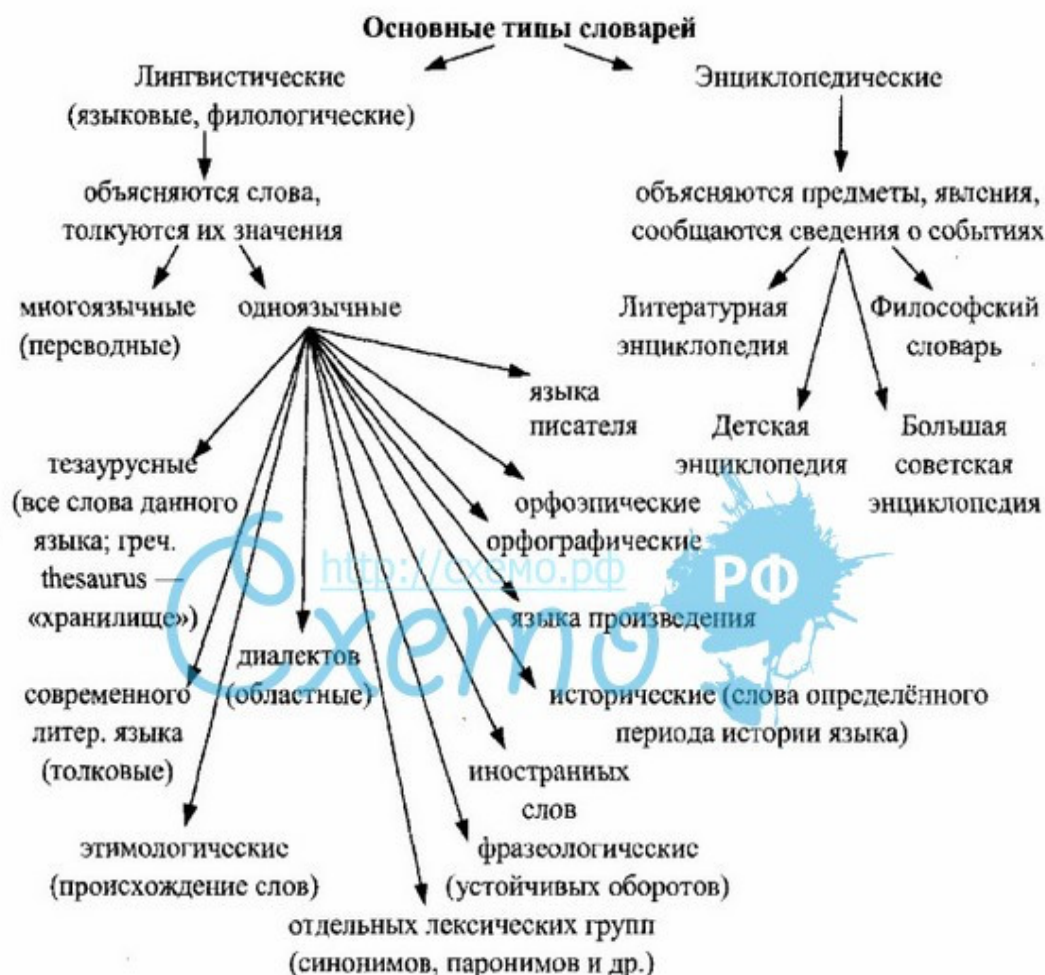 Основные типы словарей
Лингвистические
(языковые, филологические)
Энциклопедические
объясняются слова,
толкуются их значения
объясняются предметы, явления,
сообщаются сведения о событиях
многоязычные
(переводные)
одноязычные
Литературная
энциклопедия
Философский
словарь
языка
писателя
Детская
энциклопедия
Большая
советская
энциклопедия
тезаурусные
(все слова данного
языка; греч.
thesaurus —
«хранилище»)
орфоэпические
орфографические
http://схемо.рф
Схемо
РФ
языка произведения
диалектов
(областные)
современного
литер. языка
(толковые)
исторические (слова определённого
периода истории языка)
иностранных
слов
этимологические
(происхождение слов)
фразеологические
(устойчивых оборотов)
отдельных лексических групп
(синонимов, паронимов и др.)